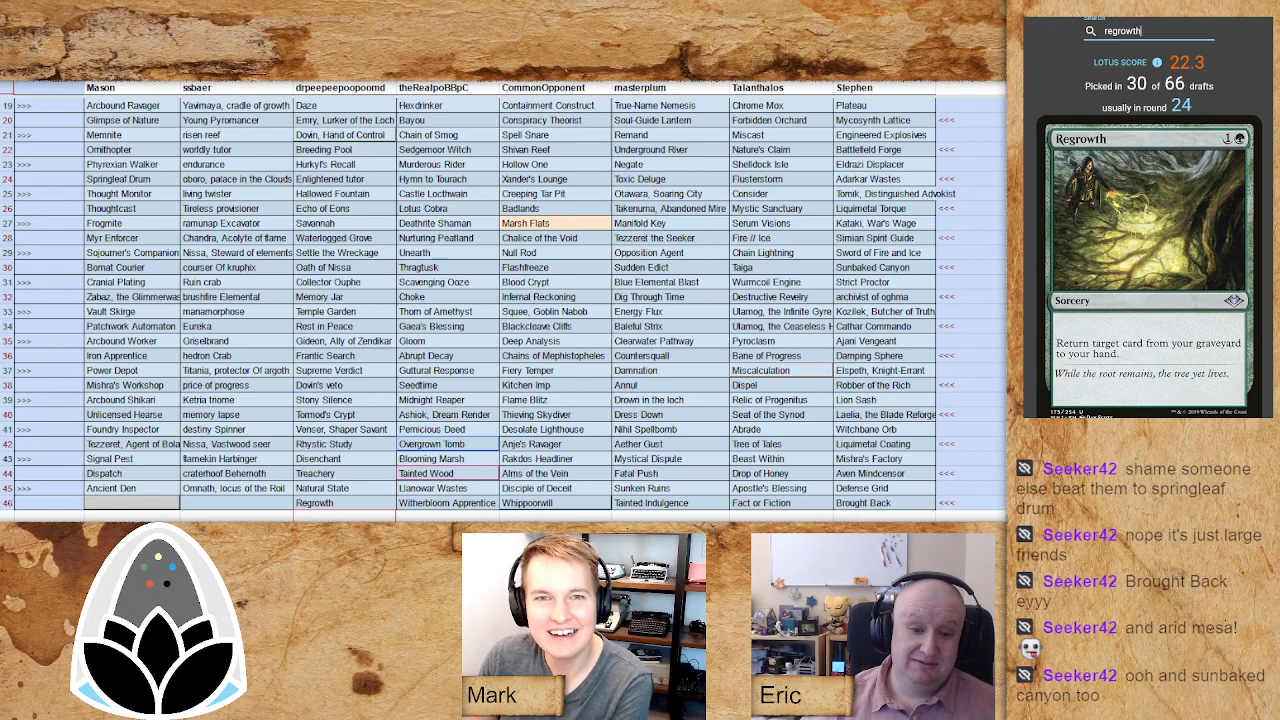 Mason ssbaer drpeepeepoopoomd theRealpoBBpC CommonOpponent masterplum Talanthalos Stephen
19 >>> Arcbound Ravager Yavimaya, cradle of growth Daze Hexdrinker Containment Construct True-Name Nemesis Chrome Mox Plateau
20 Glimpse of Nature Young Pyromancer Emry, Lurker of the Loch Bayou Conspiracy Theorist Soul-Guide Lantern Forbidden Orchard Mycosynth Lattice <<<
21 >>> Memnite risen reef Dovin, Hand of Control Chain of Smog Spell Snare Remand Miscast Engineered Explosives
22 Ornithopter worldly tutor Breeding Pool Sedgemoor Witch Shivan Reef Underground River Nature's Claim Battlefield Forge <<<
23 >>> Phyrexian Walker endurance Hurkyl's Recall Murderous Rider Hollow One Negate Shelldock Isle Eldrazi Displacer
24 Springleaf Drum oboro, palace in the Clouds Enlightened tutor Hymn to Tourach Xander's Lounge Toxic Deluge Flusterstorm Adarkar Wastes <<<
25 >>> Thought Monitor living twister Hallowed Fountain Castle Locthwain Creeping Tar Pit Otawara, Soaring City Consider Tomik, Distinguished Advokist
26 Thoughtcast Tireless provisioner Echo of Eons Lotus Cobra Badlands Takenuma, Abandoned Mire Mystic Sanctuary Liquimetal Torque <<<
27 >>> Frogmite ramunap Excavator Savannah Deathrite Shaman Marsh Flats Manifold Key Serum Visions Kataki, War's Wage
28 Myr Enforcer Chandra, Acolyte of flame Waterlogged Grove Nurturing Peatland Chalice of the Void Tezzeret the Seeker Fire // Ice Simian Spirit Guide <<<
29 >>> Sojourner's Companion Nissa, Steward of elements Settle the Wreckage Unearth Null Rod Opposition Agent Chain Lightning Sword of Fire and Ice
30 Bomat Courier courser Of kruphix Oath of Nissa Thragtusk Flashfreeze Sudden Edict Taiga Sunbaked Canyon <<<
31 >>> Cranial Plating Ruin crab Collector Ouphe Scavenging Ooze Blood Crypt Blue Elemental Blast Wurmcoil Engine Strict Proctor
32 Zabaz, the Glimmerwas brushfire Elemental Memory Jar Choke Infernal Reckoning Dig Through Time Destructive Revelry archivist of oghma <<<
33 >>> Vault Skirge manamorphose Temple Garden Thorn of Amethyst Squee, Goblin Nabob Energy Flux Ulamog, the Infinite Gyre Kozilek, Butcher of Truth
34 Patchwork Automaton Eureka Rest in Peace Gaea's Blessing Blackcleave Cliffs Baleful Strix Ulamog, the Ceaseless H Cathar Commando <<<
35 >>> Arcbound Worker Griselbrand Gideon, Ally of Zendikar Gloom Deep Analysis Clearwater Pathway Pyroclasm Ajani Vengeant
36 Iron Apprentice hedron Crab Frantic Search Abrupt Decay Chains of Mephistopheles Countersquall Bane of Progress Damping Sphere <<<
37 >>> Power Depot Titania, protector Of argoth Supreme Verdict Guttural Response Fiery Temper Damnation Miscalculation Elspeth, Knight-Errant
38 Mishra's Workshop price of progress Dovin's veto Seedtime Kitchen Imp Annul Dispel Robber of the Rich <<<
39 >>> Arcbound Shikari Ketria triome Stony Silence Midnight Reaper Flame Blitz Drown in the loch Relic of Progenitus Lion Sash
40 Unlicensed Hearse memory lapse Tormod's Crypt Ashiok, Dream Render Thieving Skydiver Dress Down Seat of the Synod Laelia, the Blade Reforge <<<
41 >>> Foundry Inspector destiny Spinner Venser, Shaper Savant Pernicious Deed Desolate Lighthouse Nihil Spellbomb Abrade Witchbane Orb
42 Tezzeret, Agent of Bola Nissa, Vastwood seer Rhystic Study Overgrown Tomb Anje's Ravager Aether Gust Tree of Tales Liquimetal Coating <<<
43 >>> Signal Pest flamekin Harbinger Disenchant Blooming Marsh Rakdos Headliner Mystical Dispute Beast Within Mishra's Factory
44 Dispatch craterhoof Behemoth Treachery Tainted Wood Alms of the Vein Fatal Push Drop of Honey Aven Mindcensor <<<
45 >>> Ancient Den Omnath, locus of the Roil Natural State Llanowar Wastes Disciple of Deceit Sunken Ruins Apostle's Blessing Defense Grid
46 Regrowth Witherbloom Apprentice Whippoorwill Tainted Indulgence Fact or Fiction Brought Back <<<
Search
regrowth
LOTUS SCORE 22.3
Picked in 30 of 66 drafts
usually in round 24
Regrowth 1
Sorcery
Return target card from your graveyard
to your hand.
While the root remains, the tree yet lives.
175/254 U
Seeker42 shame someone
else beat them to springleaf
drum
Seeker42 nope it's just large
friends
Seeker42 Brought Back
eyyy
Seeker42 and arid mesa!
Seeker42 ooh and sunbaked
canyon too
Mark
Eric